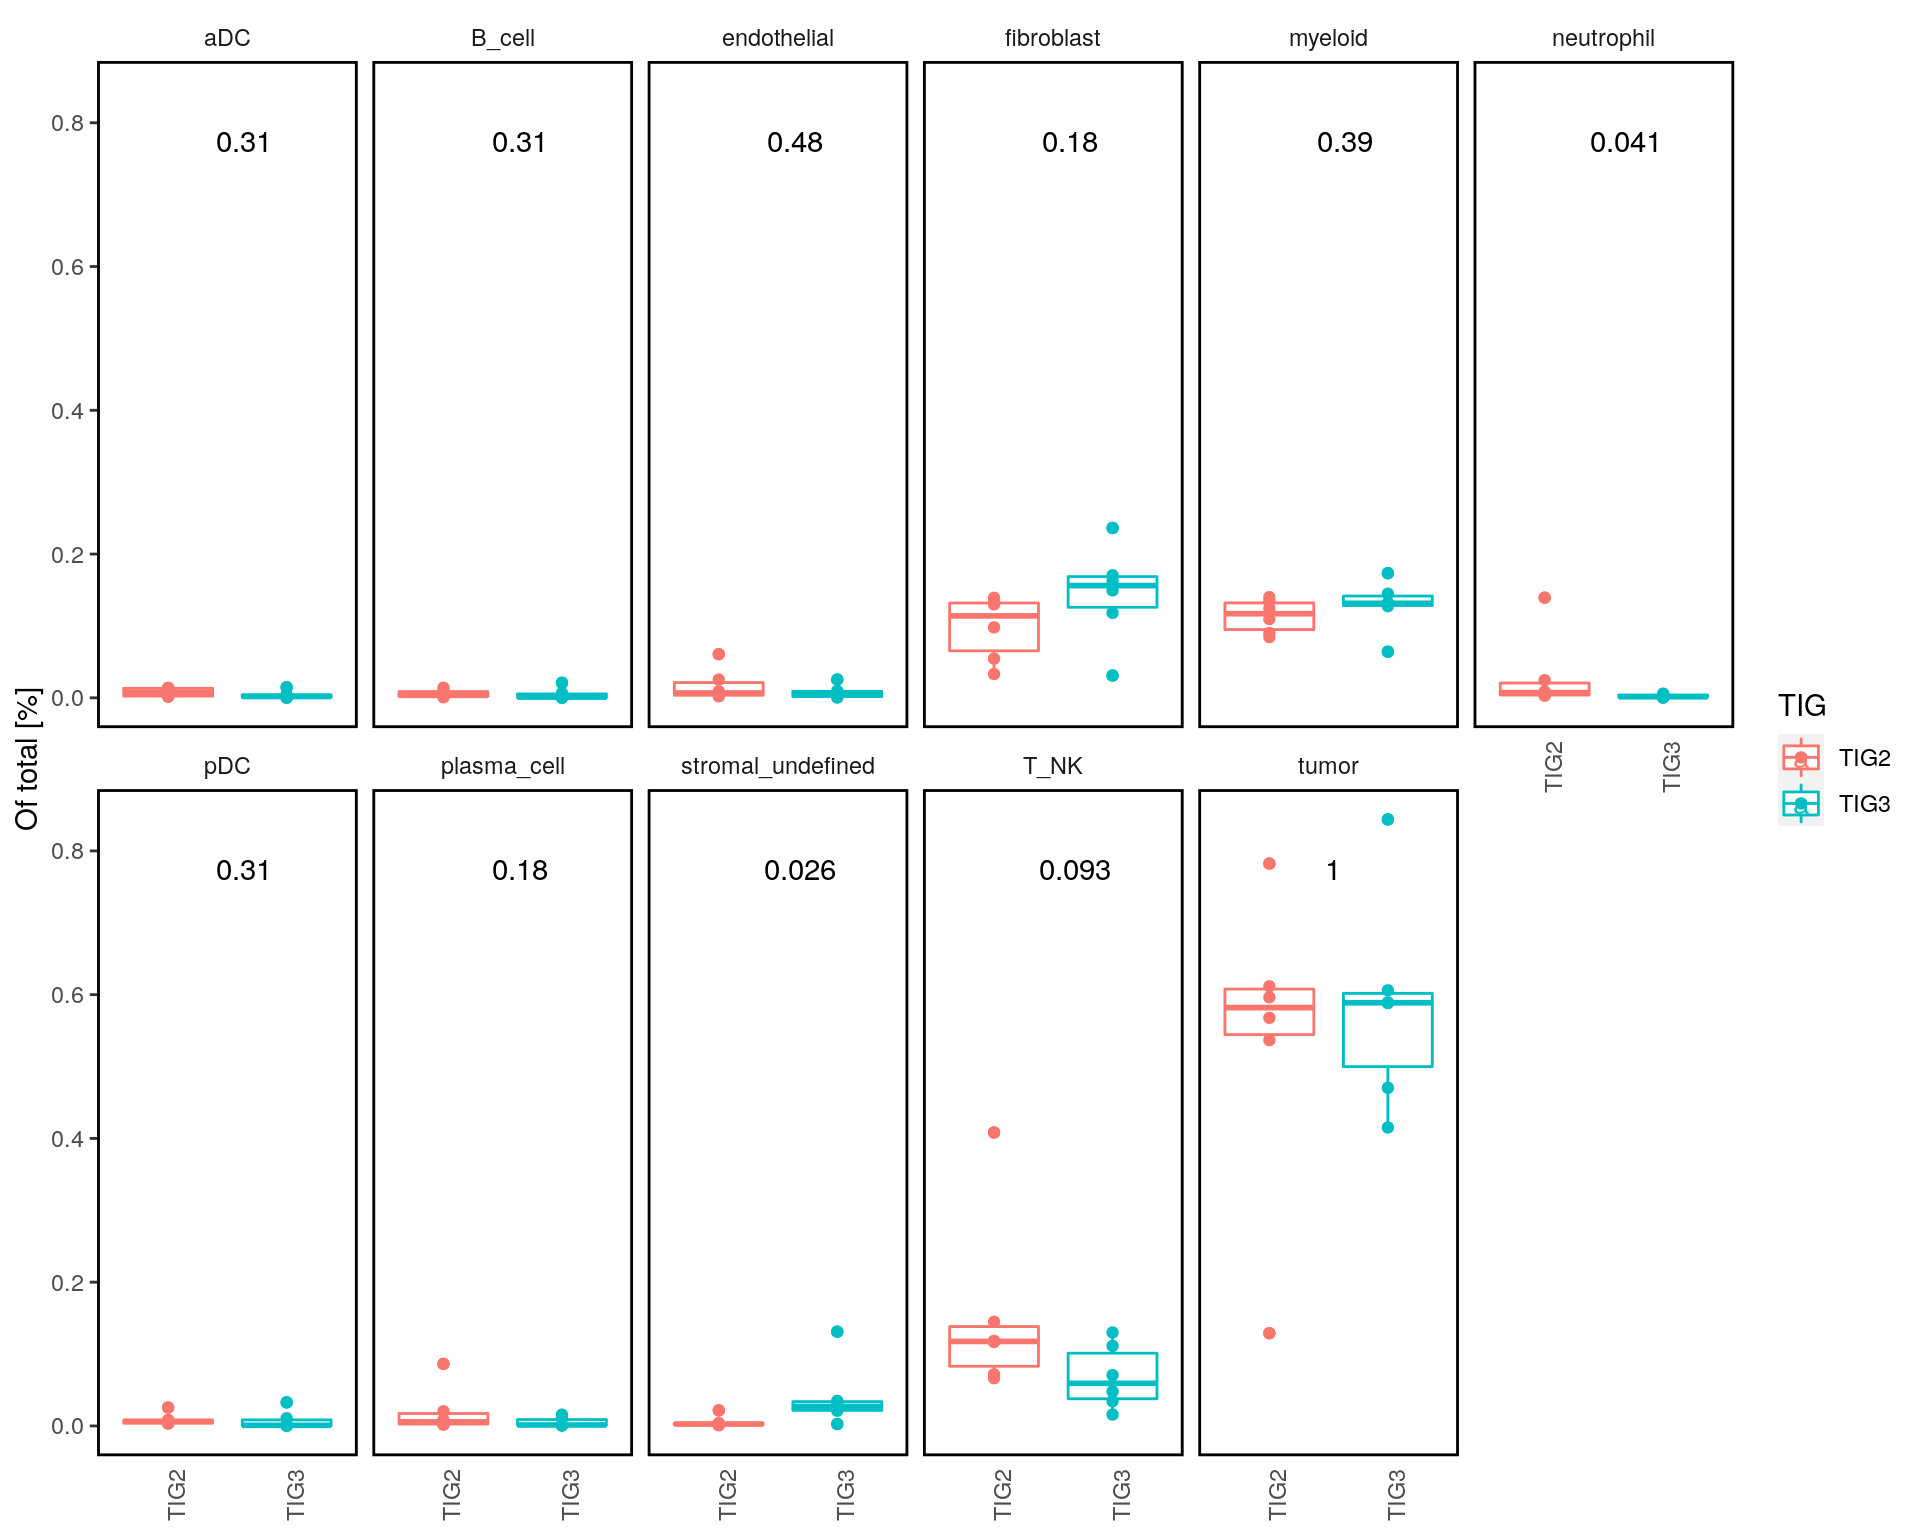 aDC B_cell endothelial fibroblast myeloid neutrophil
0.8
0.31 0.31 0.48 0.18 0.39 0.041
0.6
0.4
0.2
0.0
Of total [%]
TIG2 TIG3
pDC plasma_cell stromal_undefined T_NK tumor
0.8
0.31 0.18 0.026 0.093 1
0.6
0.4
0.2
0.0
TIG2 TIG3 TIG2 TIG3 TIG2 TIG3 TIG2 TIG3 TIG2 TIG3
TIG
TIG2
TIG3